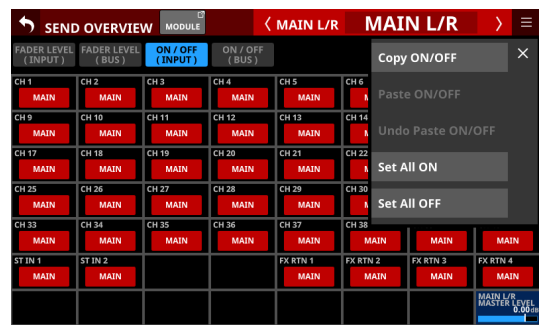 SEND OVERVIEW MODULE MAIN L/R MAIN L/R
FADER LEVEL FADER LEVEL ON / OFF ON / OFF
( INPUT ) ( BUS ) ( INPUT ) ( BUS )
Copy ON/OFF
Paste ON/OFF
Undo Paste ON/OFF
Set All ON
Set All OFF
CH 1 CH 2 CH 3 CH 4 CH 5 CH 6
MAIN MAIN MAIN MAIN MAIN
CH 9 CH 10 CH 11 CH 12 CH 13 CH 14
MAIN MAIN MAIN MAIN MAIN
CH 17 CH 18 CH 19 CH 20 CH 21 CH 22
MAIN MAIN MAIN MAIN MAIN
CH 25 CH 26 CH 27 CH 28 CH 29 CH 30
MAIN MAIN MAIN MAIN MAIN
CH 33 CH 34 CH 35 CH 36 CH 37 CH 38
MAIN MAIN MAIN MAIN MAIN MAIN MAIN MAIN
ST IN 1 ST IN 2 FX RTN 1 FX RTN 2 FX RTN 3 FX RTN 4
MAIN MAIN MAIN MAIN MAIN MAIN
MAIN L/R
MASTER LEVEL
0.00dB